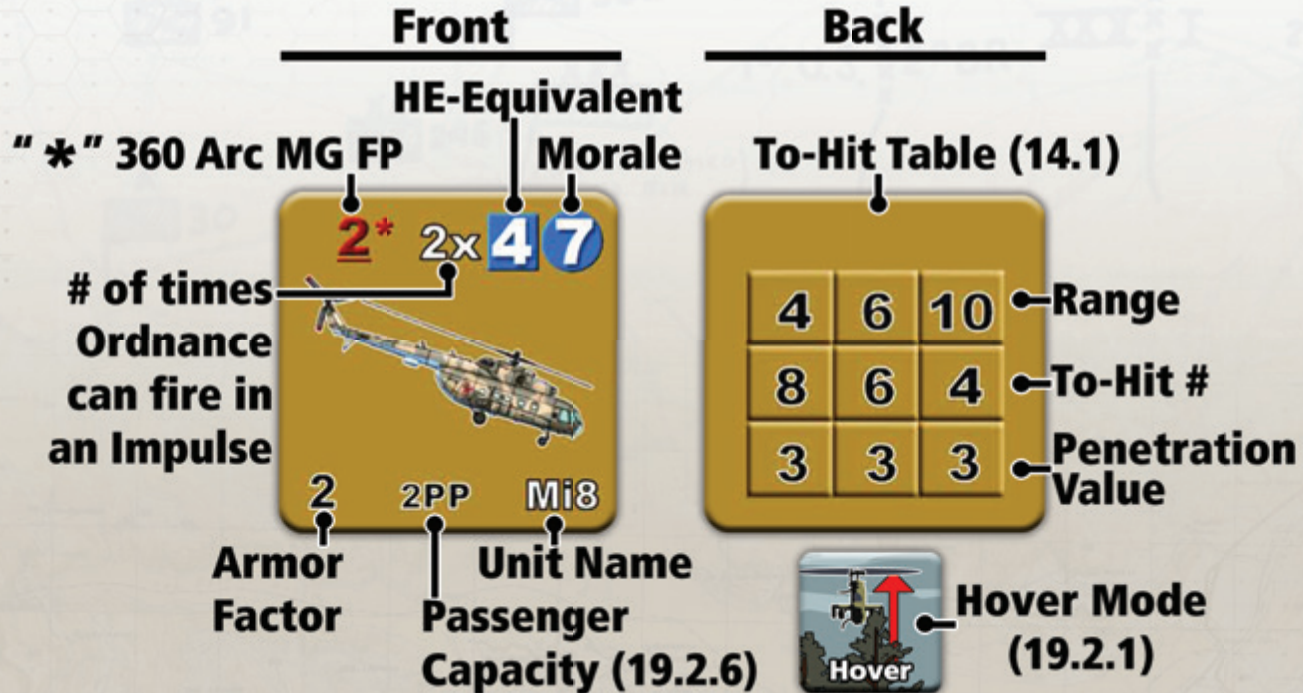 Front
Back
HE-Equivalent
" * " 360 Arc MG FP
Morale
To-Hit Table (14.1)
2* 2x 4 7
# of times
Ordnance
can fire in
an Impulse
4 6 10
Range
8 6 4
To-Hit #
3 3 3
Penetration
Value
2 2PP Mi8
Armor
Factor
Unit Name
Passenger
Capacity (19.2.6)
Hover
Hover Mode
(19.2.1)